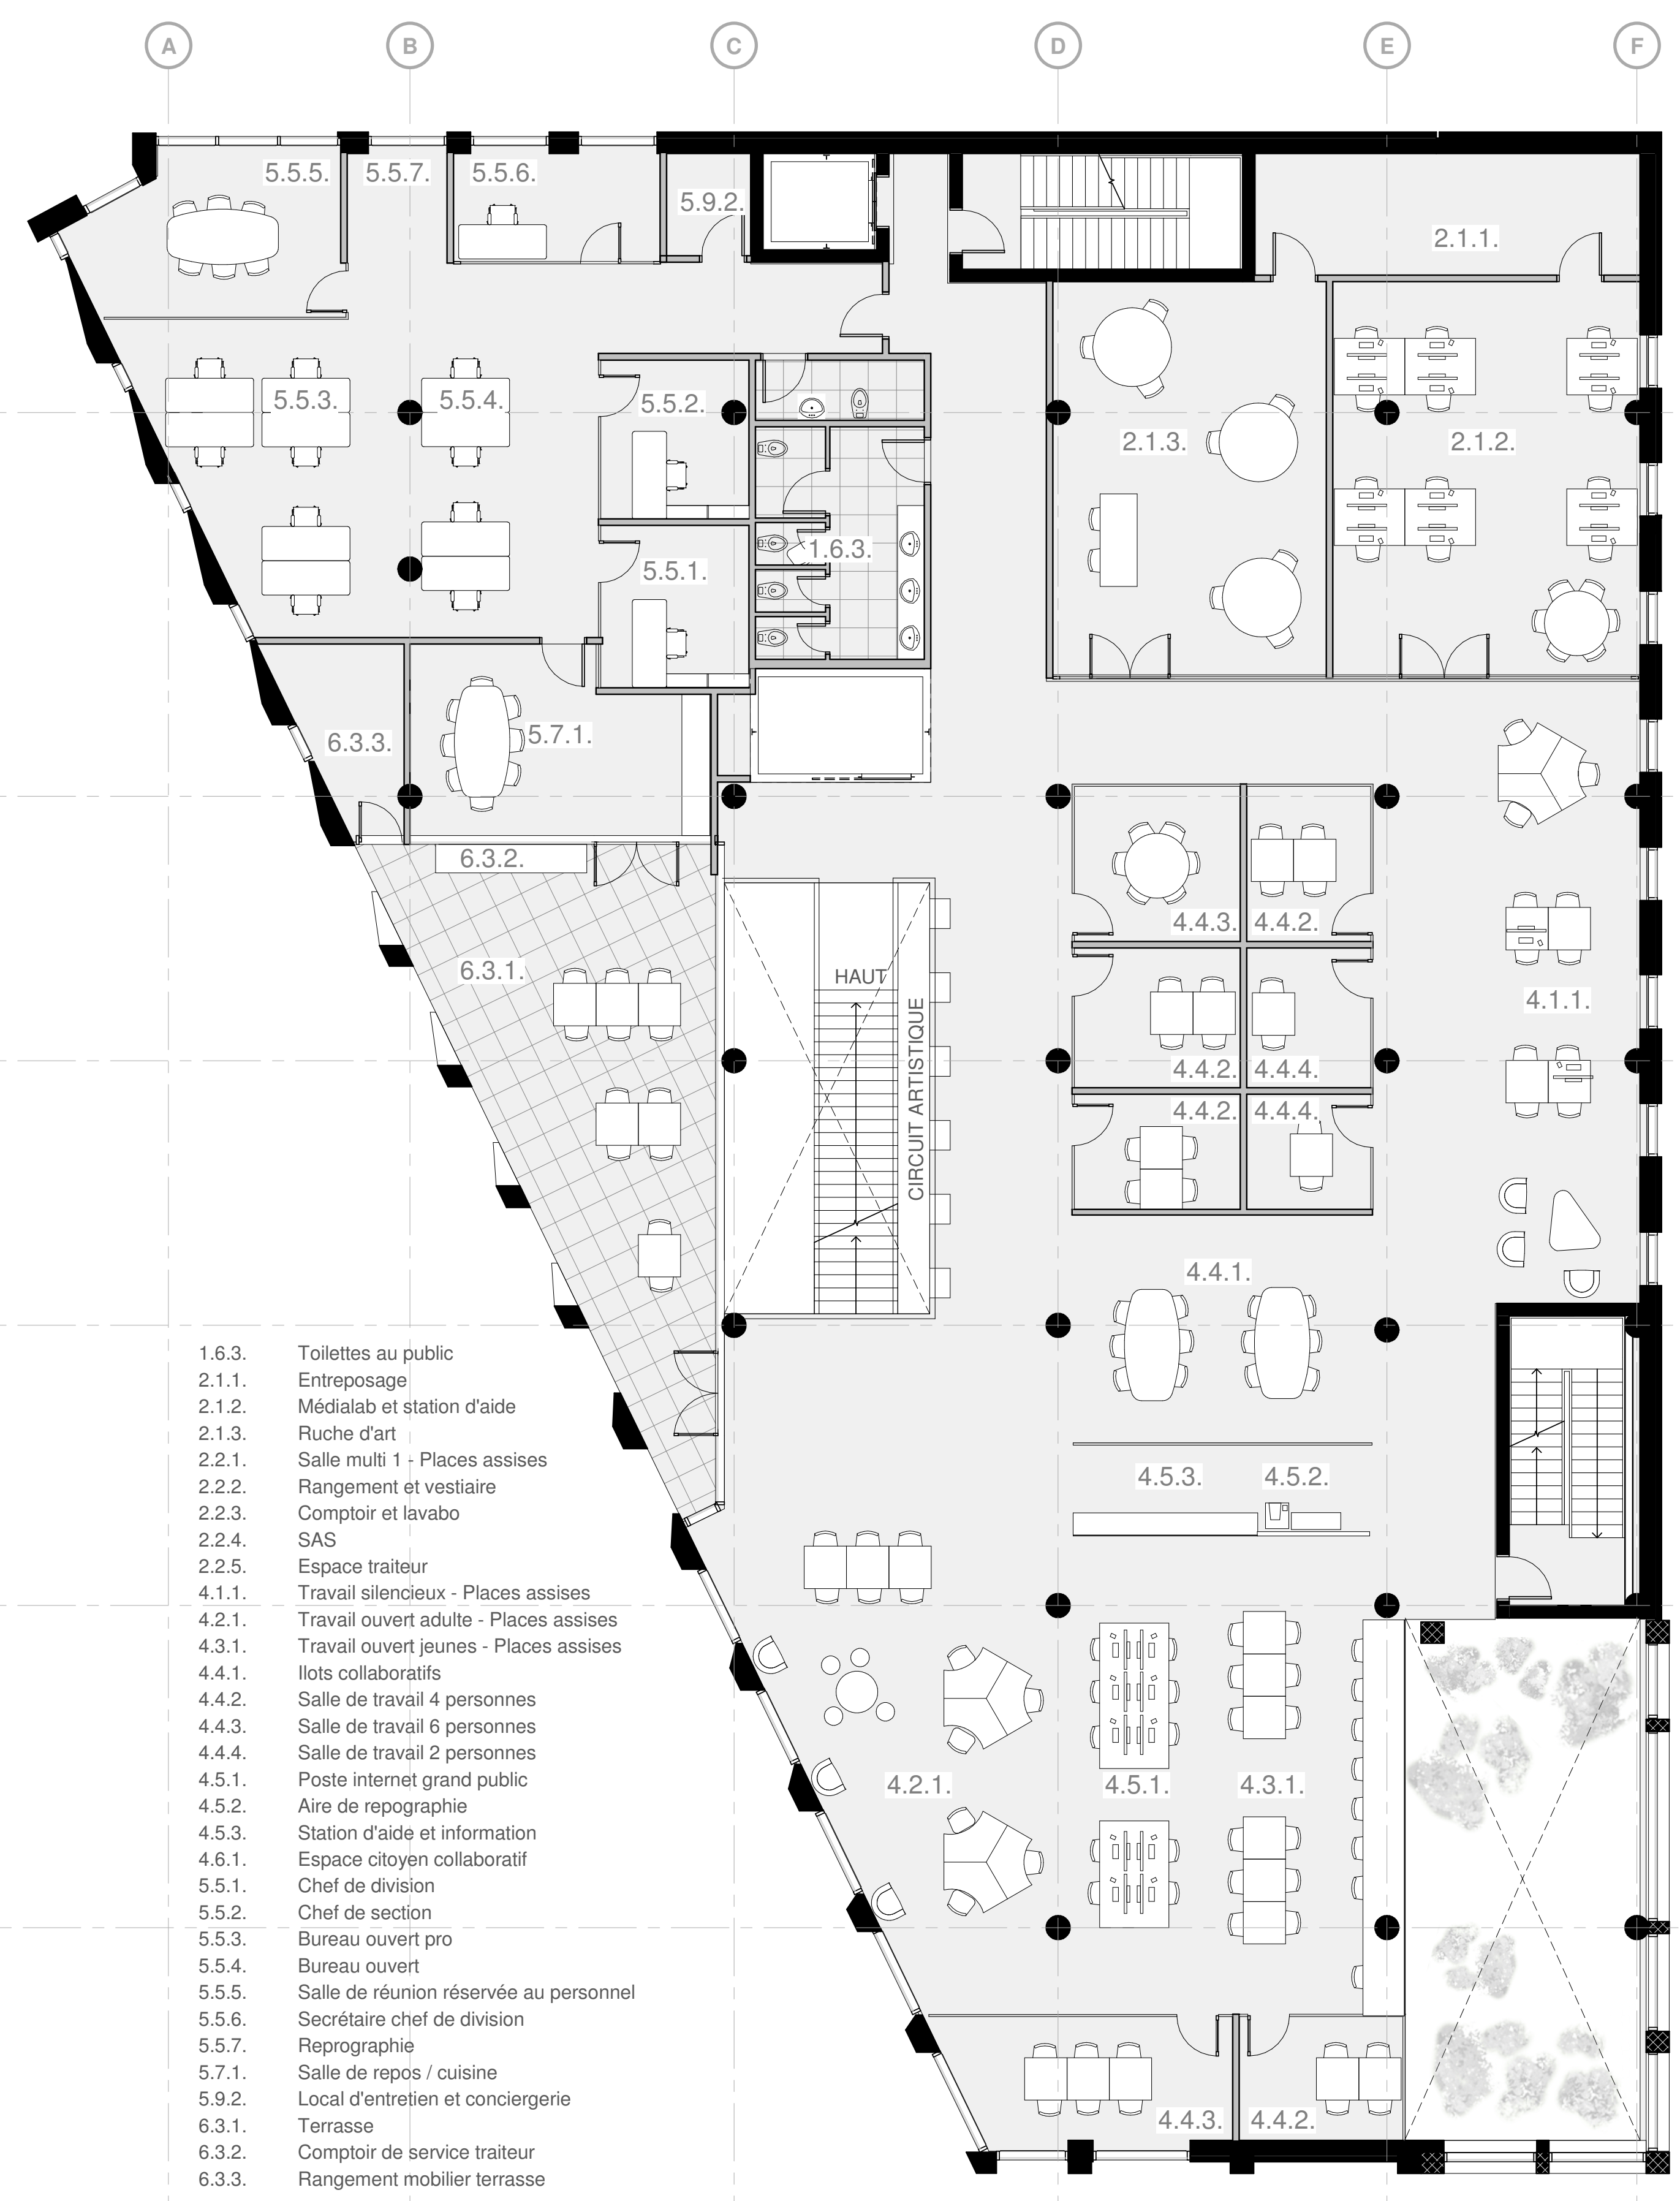 A B C D E F
5.5.5. 5.5.7. 5.5.6.
5.9.2.
2.1.1.
5.5.3. 5.5.4. 5.5.2.
2.1.3. 2.1.2.
1.6.3.
5.5.1.
6.3.3. 5.7.1.
6.3.2.
4.4.3. 4.4.2.
6.3.1.
HAUT
CIRCUIT ARTISTIQUE
4.1.1.
4.4.2. 4.4.4.
4.4.2. 4.4.4.
4.4.1.
4.5.3. 4.5.2.
4.2.1. 4.5.1. 4.3.1.
4.4.3. 4.4.2.
1.6.3. Toilettes au public
2.1.1. Entreposage
2.1.2. Médialab et station d'aide
2.1.3. Ruche d'art
2.2.1. Salle multi 1 - Places assises
2.2.2. Rangement et vestiaire
2.2.3. Comptoir et lavabo
2.2.4. SAS
2.2.5. Espace traiteur
4.1.1. Travail silencieux - Places assises
4.2.1. Travail ouvert adulte - Places assises
4.3.1. Travail ouvert jeunes - Places assises
4.4.1. Ilots collaboratifs
4.4.2. Salle de travail 4 personnes
4.4.3. Salle de travail 6 personnes
4.4.4. Salle de travail 2 personnes
4.5.1. Poste internet grand public
4.5.2. Aire de repographie
4.5.3. Station d'aide et information
4.6.1. Espace citoyen collaboratif
5.5.1. Chef de division
5.5.2. Chef de section
5.5.3. Bureau ouvert pro
5.5.4. Bureau ouvert
5.5.5. Salle de réunion réservée au personnel
5.5.6. Secrétaire chef de division
5.5.7. Reprographie
5.7.1. Salle de repos / cuisine
5.9.2. Local d'entretien et conciergerie
6.3.1. Terrasse
6.3.2. Comptoir de service traiteur
6.3.3. Rangement mobilier terrasse